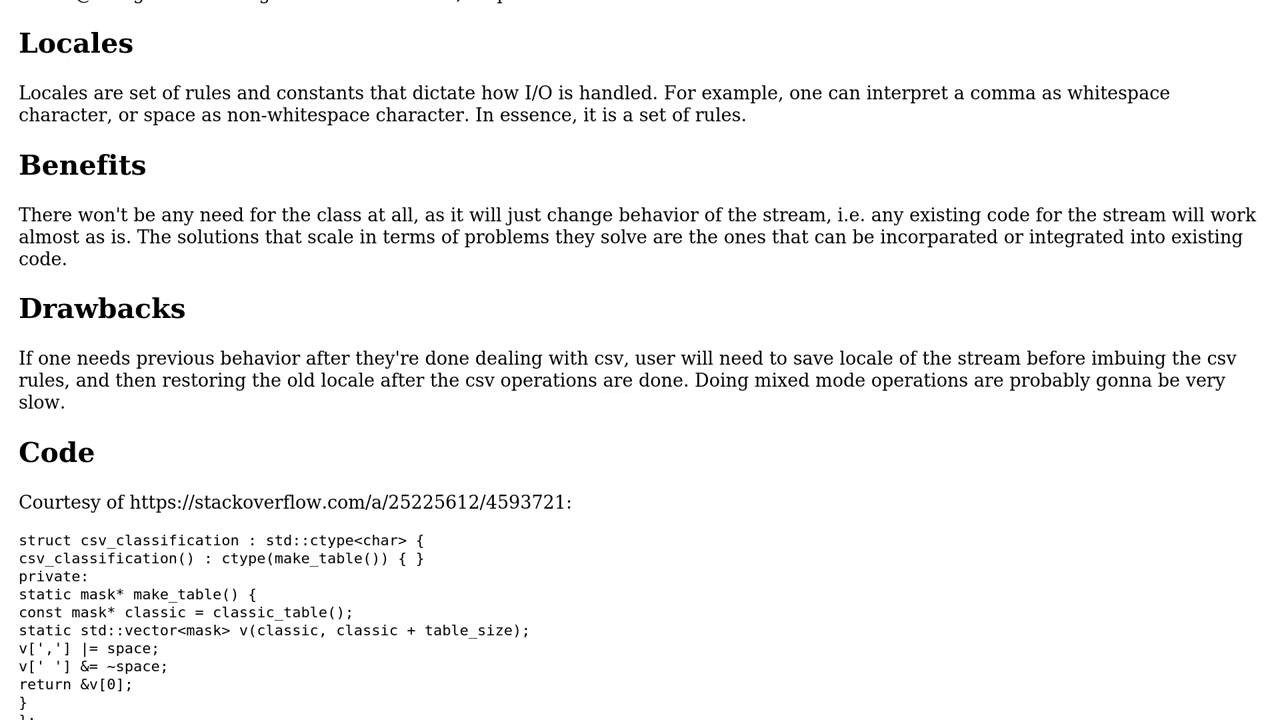 Locales
Locales are set of rules and constants that dictate how I/O is handled. For example, one can interpret a comma as whitespace
character, or space as non-whitespace character. In essence, it is a set of rules.
Benefits
There won't be any need for the class at all, as it will just change behavior of the stream, i.e. any existing code for the stream will work
almost as is. The solutions that scale in terms of problems they solve are the ones that can be incorparated or integrated into existing
code.
Drawbacks
If one needs previous behavior after they're done dealing with csv, user will need to save locale of the stream before imbuing the csv
rules, and then restoring the old locale after the csv operations are done. Doing mixed mode operations are probably gonna be very
slow.
Code
Courtesy of https://stackoverflow.com/a/25225612/4593721:
struct csv_classification : std::ctype<char> {
csv_classification() : ctype(make_table()) { }
private:
static mask* make_table() {
const mask* classic = classic_table();
static std::vector<mask> v(classic, classic + table_size);
v[','] |= space;
v[' '] &= ~space;
return &v[0];
}
};